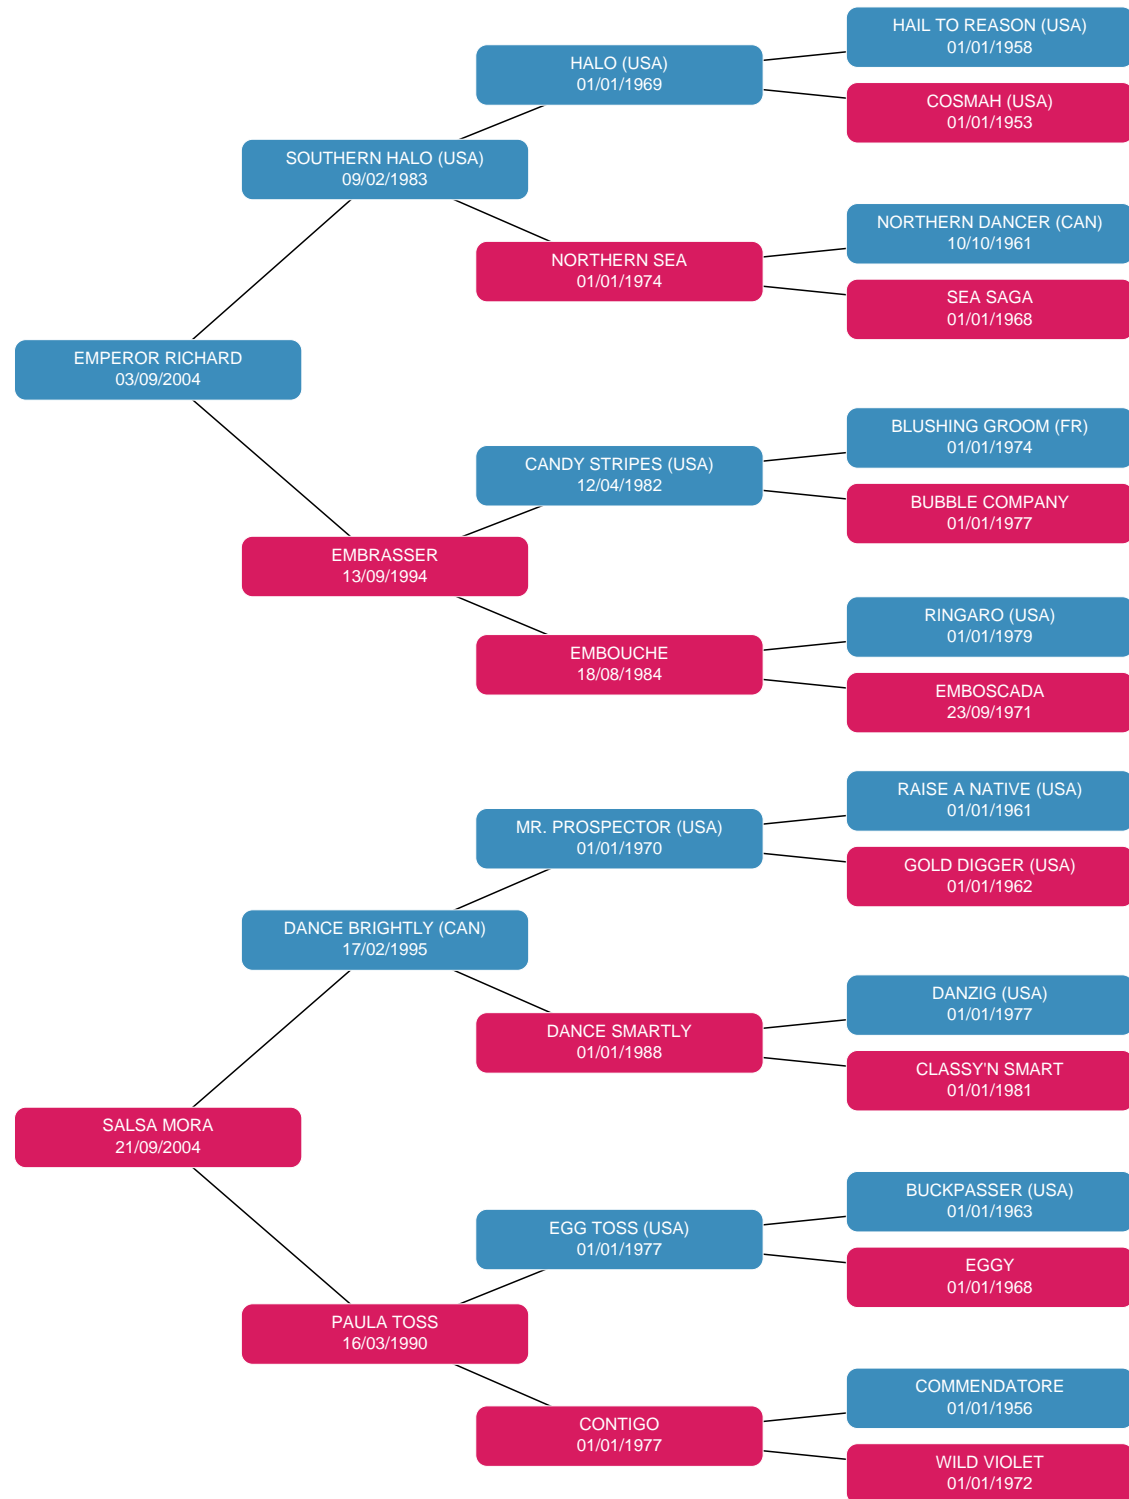 HAIL TO REASON (USA)
01/01/1958
HALO (USA)
01/01/1969
COSMAH (USA)
01/01/1953
SOUTHERN HALO (USA)
09/02/1983
NORTHERN DANCER (CAN)
10/10/1961
NORTHERN SEA
01/01/1974
SEA SAGA
01/01/1968
EMPEROR RICHARD
03/09/2004
BLUSHING GROOM (FR)
01/01/1974
CANDY STRIPES (USA)
12/04/1982
BUBBLE COMPANY
01/01/1977
EMBRASSER
13/09/1994
RINGARO (USA)
01/01/1979
EMBOUCHE
18/08/1984
EMBOSCADA
23/09/1971
RAISE A NATIVE (USA)
01/01/1961
MR. PROSPECTOR (USA)
01/01/1970
GOLD DIGGER (USA)
01/01/1962
DANCE BRIGHTLY (CAN)
17/02/1995
DANZIG (USA)
01/01/1977
DANCE SMARTLY
01/01/1988
CLASSY'N SMART
01/01/1981
SALSA MORA
21/09/2004
BUCKPASSER (USA)
01/01/1963
EGG TOSS (USA)
01/01/1977
EGGY
01/01/1968
PAULA TOSS
16/03/1990
COMMENDATORE
01/01/1956
CONTIGO
01/01/1977
WILD VIOLET
01/01/1972